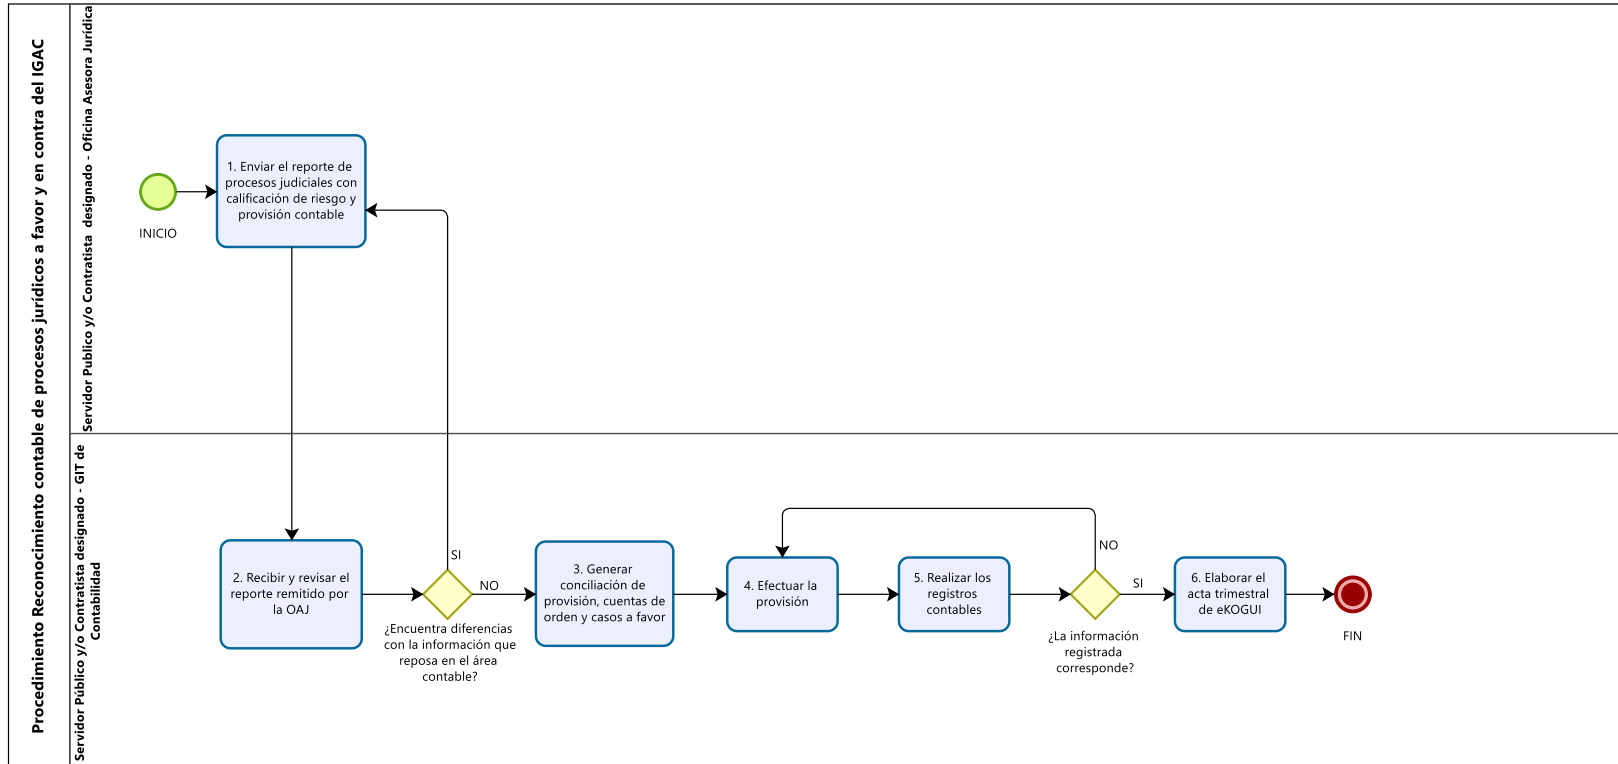 Procedimiento Reconocimiento contable de procesos jurídicos a favor y en contra del IGAC
Servidor Publico y/o Contratista  designado - Oficina Asesora Jurídica
INICIO
1. Enviar el reporte de
procesos judiciales con
calificación de riesgo y
provisión contable
Servidor Público y/o Contratista designado - GIT de
Contabilidad
2. Recibir y revisar el
reporte remitido por
la OAJ
SI
NO
¿Encuentra diferencias
con la información que
reposa en el área
contable?
3. Generar
conciliación de
provisión, cuentas de
orden y casos a favor
4. Efectuar la
provisión
5. Realizar los
registros
contables
NO
SI
¿La información
registrada
corresponde?
6. Elaborar el
acta trimestral
de eKOGUI
FIN